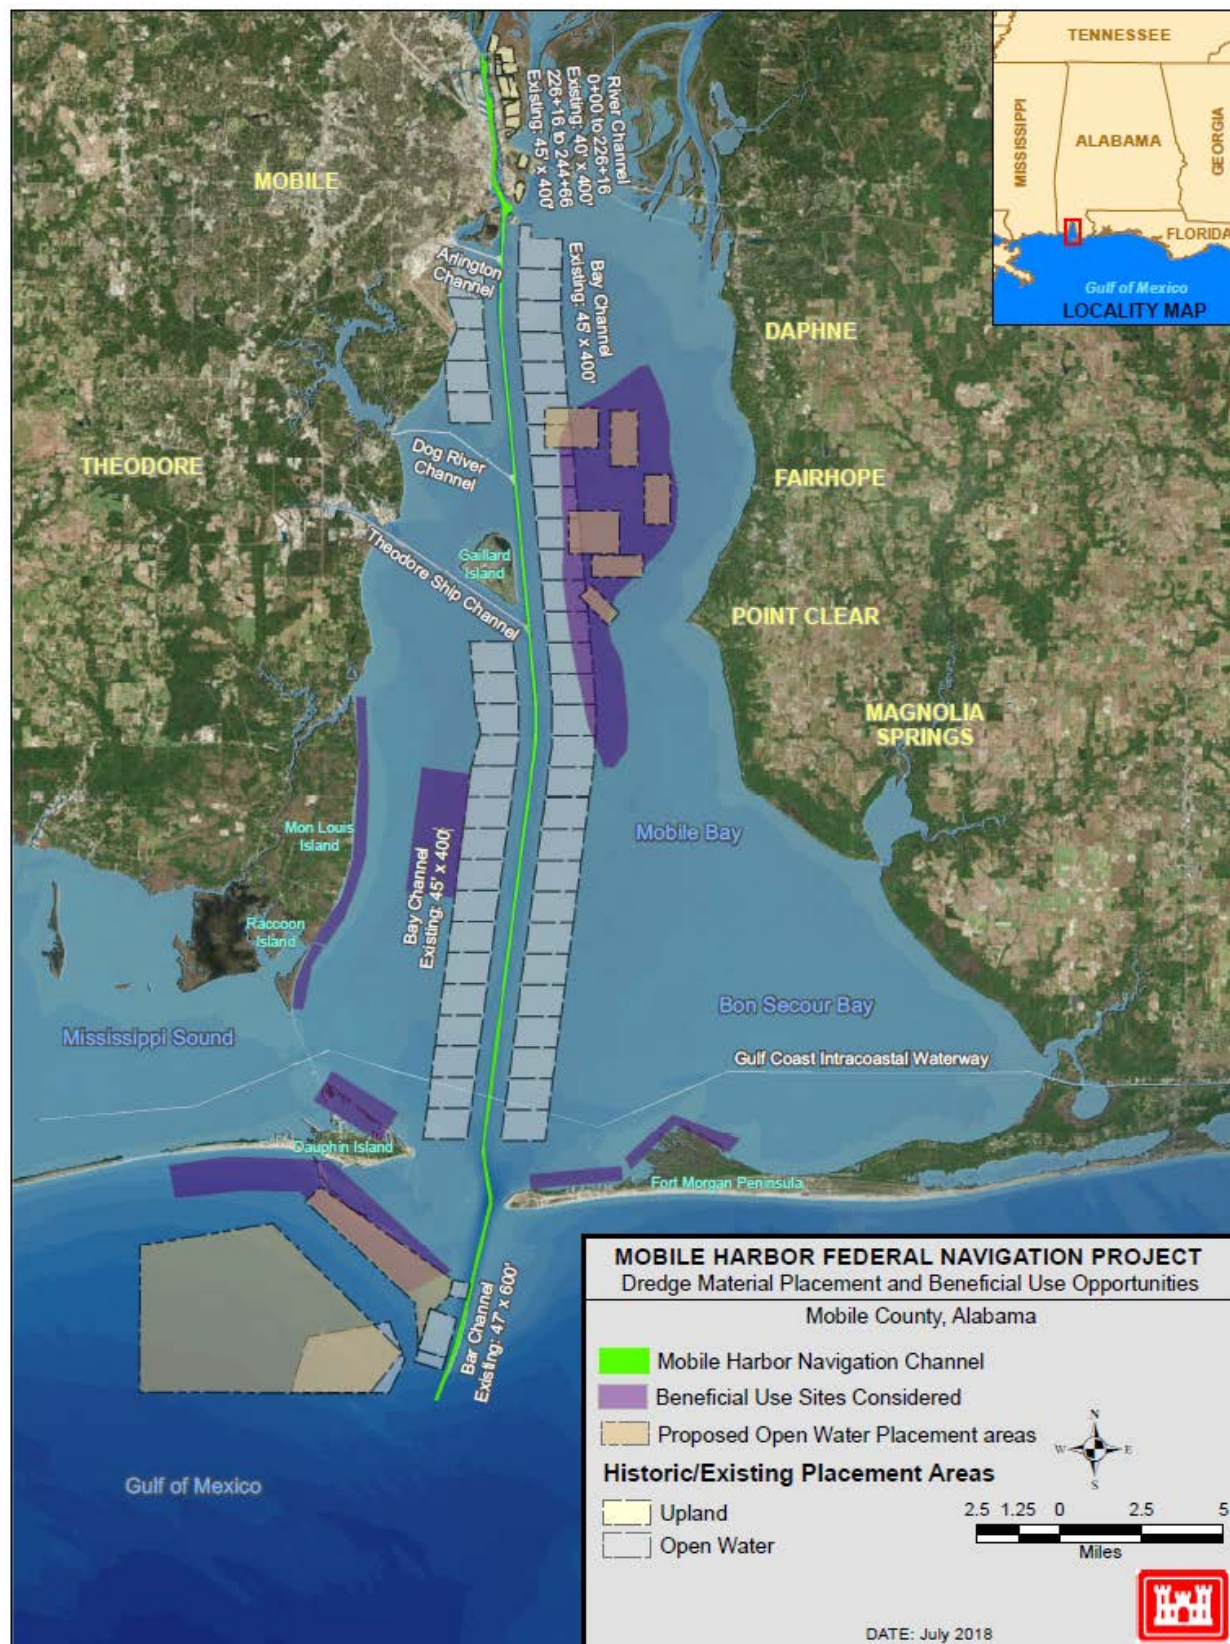 TENNESSEE
MISSISSIPPI
ALABAMA
GEORGIA
FLORIDA
Gulf of Mexico
LOCALITY MAP
River Channel
0+00 to 226+16
Existing: 40' x 400'
226+16 to 244+66
Existing: 45' x 400'
MOBILE
Arlington
Channel
Bay Channel
Existing: 45' x 400'
DAPHNE
THEODORE
Dog River
Channel
FAIRHOPE
Theodore Ship Channel
Gaillard
Island
POINT CLEAR
MAGNOLIA
SPRINGS
Mon Louis
Island
Mobile Bay
Bay Channel
Existing: 45' x 400'
Raccoon
Island
Mississippi Sound
Bon Secour Bay
Gulf Coast Intracoastal Waterway
Dauphin Island
Fort Morgan Peninsula
Bar Channel
Existing: 47' x 600'
Gulf of Mexico
MOBILE HARBOR FEDERAL NAVIGATION PROJECT
Dredge Material Placement and Beneficial Use Opportunities
Mobile County, Alabama
Mobile Harbor Navigation Channel
Beneficial Use Sites Considered
Proposed Open Water Placement areas
N
W E
S
Historic/Existing Placement Areas
Upland
Open Water
2.5 1.25 0 2.5 5
Miles
DATE: July 2018